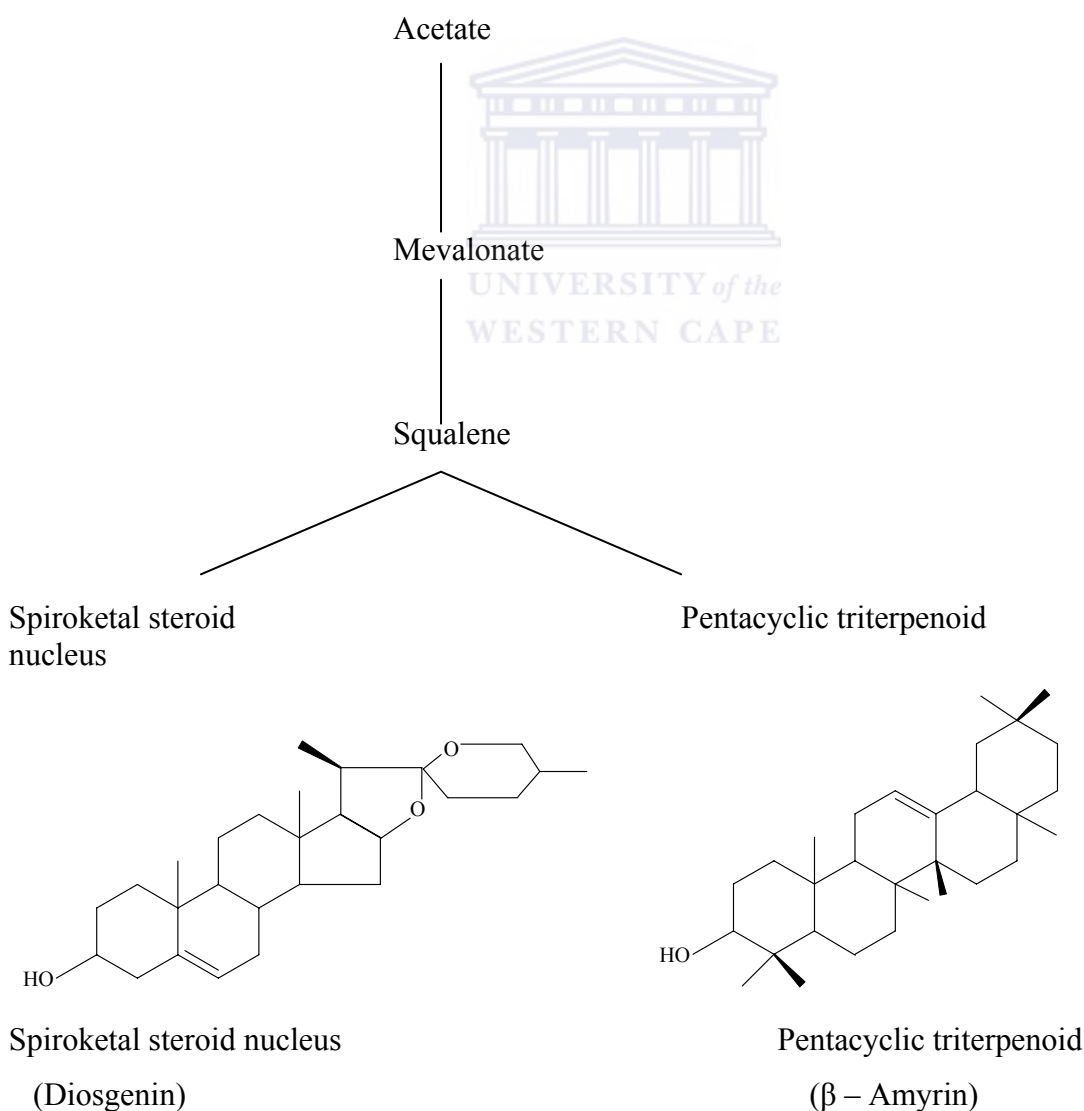 Acetate
Mevalonate
UNIVERSITY of the
WESTERN CAPE
Squalene
Spiroketal steroid
nucleus
Pentacyclic triterpenoid
O
O
HO
HO
Spiroketal steroid nucleus
Pentacyclic triterpenoid
(Diosgenin)
(β – Amyrin)